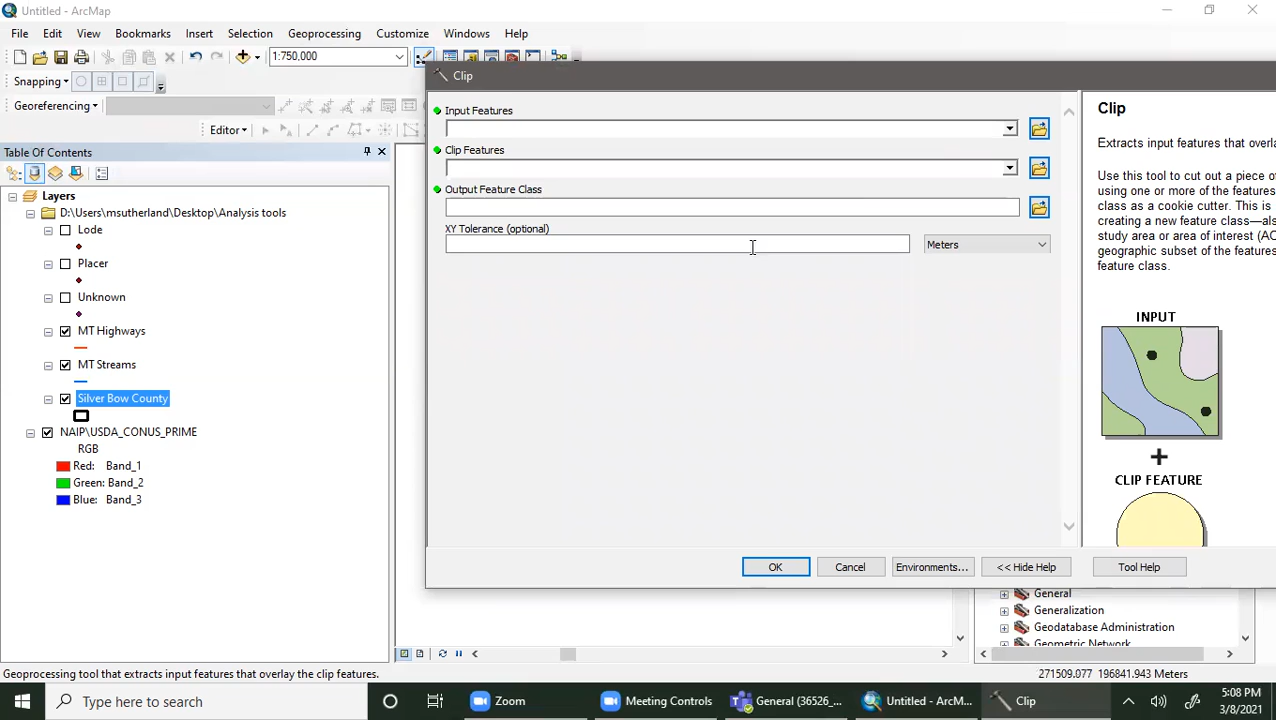 Untitled - ArcMap
File Edit View Bookmarks Insert Selection Geoprocessing Customize Windows Help
1:750,000
Snapping
Georeferencing
Editor
Table Of Contents
Layers
D:\Users\msutherland\Desktop\Analysis tools
Lode
Placer
Unknown
MT Highways
MT Streams
Silver Bow County
NAIP\USDA_CONUS_PRIME
RGB
Red: Band_1
Green: Band_2
Blue: Band_3
Clip
Input Features
Clip Features
Output Feature Class
XY Tolerance (optional)
Meters
OK Cancel Environments... << Hide Help Tool Help
Clip
Extracts input features that overla
Use this tool to cut out a piece of
using one or more of the features
class as a cookie cutter. This is
creating a new feature class—als
study area or area of interest (AO
geographic subset of the features
feature class.
INPUT
+
CLIP FEATURE
General
Generalization
Geodatabase Administration
Geometric Network
Geoprocessing tool that extracts input features that overlay the clip features.
271509.077 196841.943 Meters
Type here to search
Zoom
Meeting Controls
General (36526_...
Untitled - ArcM...
Clip
5:08 PM
3/8/2021